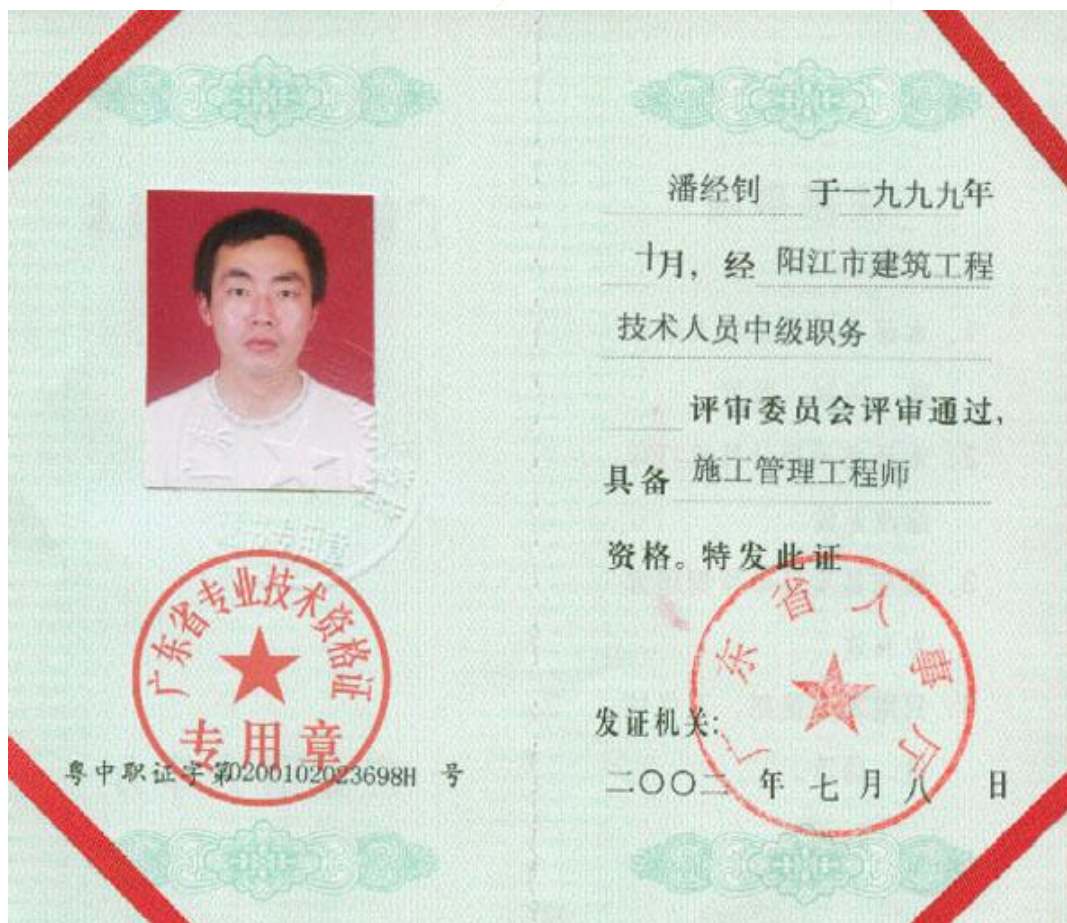 广东省专业技术资格证
专用章
粤中职证字第0200102023698H 号
潘经钊 于一九九九年
十月，经 阳江市建筑工程
技术人员中级职务
评审委员会评审通过，
具备 施工管理工程师
资格。特发此证
广东省人事厅
发证机关：
二〇〇二 年 七 月 八 日